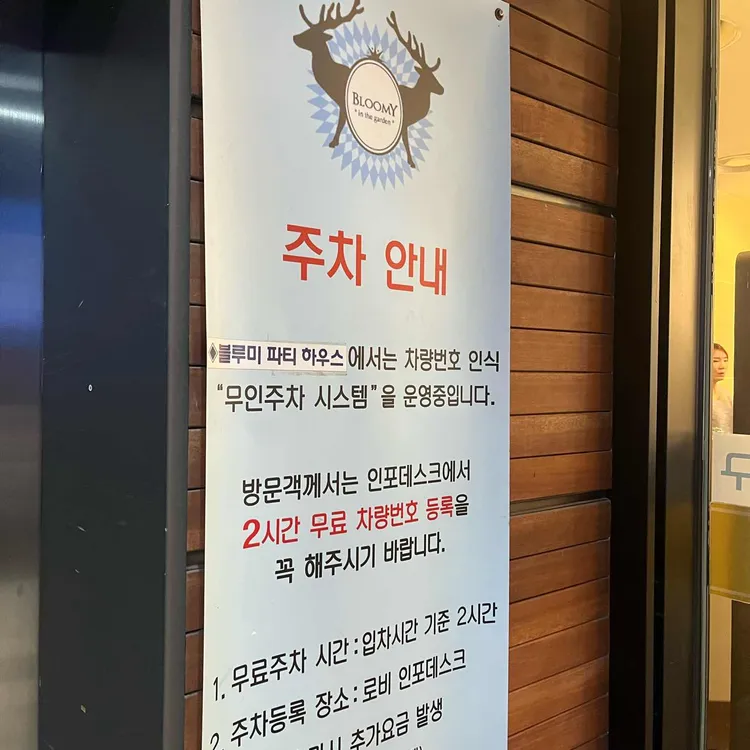 BLOOMY
* in the garden *
주차 안내
◆블루미 파티 하우스에서는 차량번호 인식
“무인주차 시스템”을 운영중입니다.
방문객께서는 인포데스크에서
2시간 무료 차량번호 등록을
꼭 해주시기 바랍니다.
1. 무료주차 시간 : 입차시간 기준 2시간
2. 주차등록 장소 : 로비 인포데스크
추가요금 발생